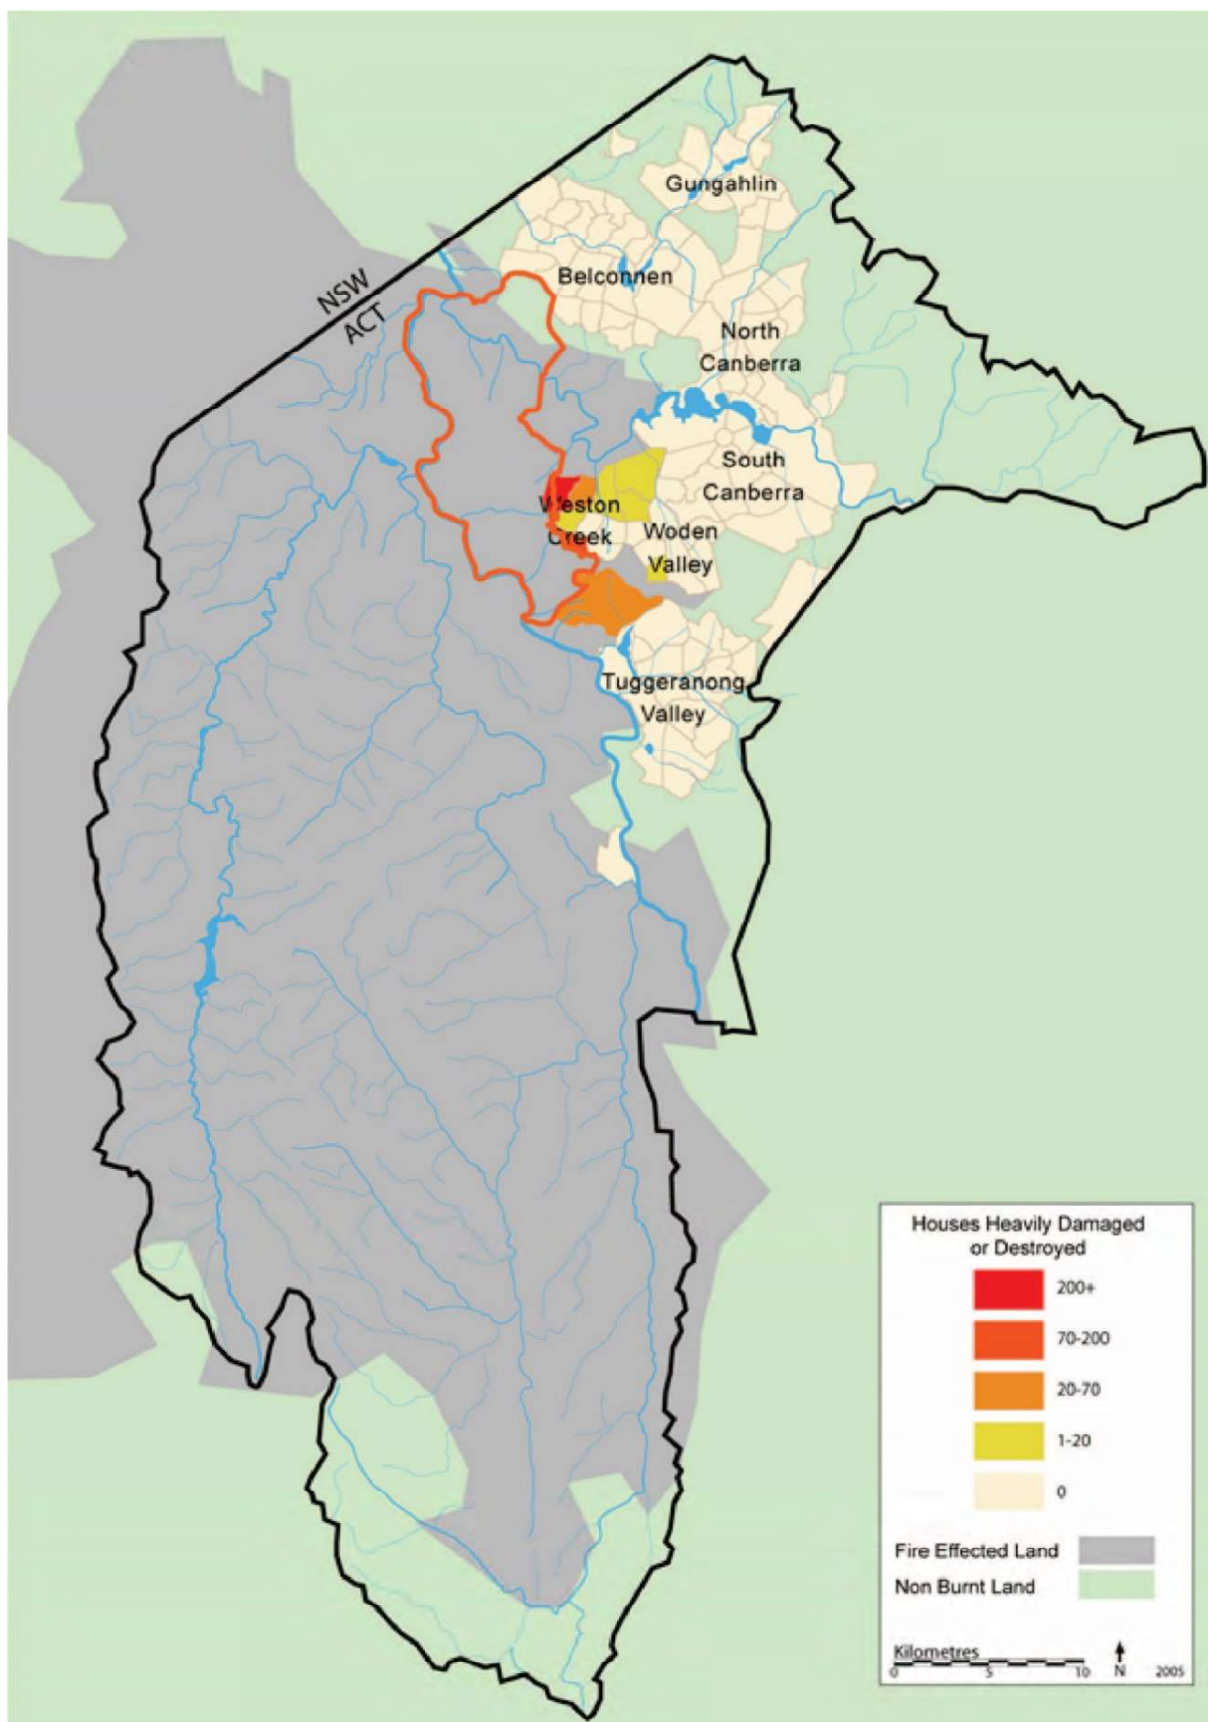 Gungahlin
Belconnen
NSW
ACT
North
Canberra
South
Canberra
Weston
Creek
Woden
Valley
Tuggeranong
Valley
Houses Heavily Damaged
or Destroyed
200+
70-200
20-70
1-20
0
Fire Effected Land
Non Burnt Land
Kilometres
0 5 10 N 2005